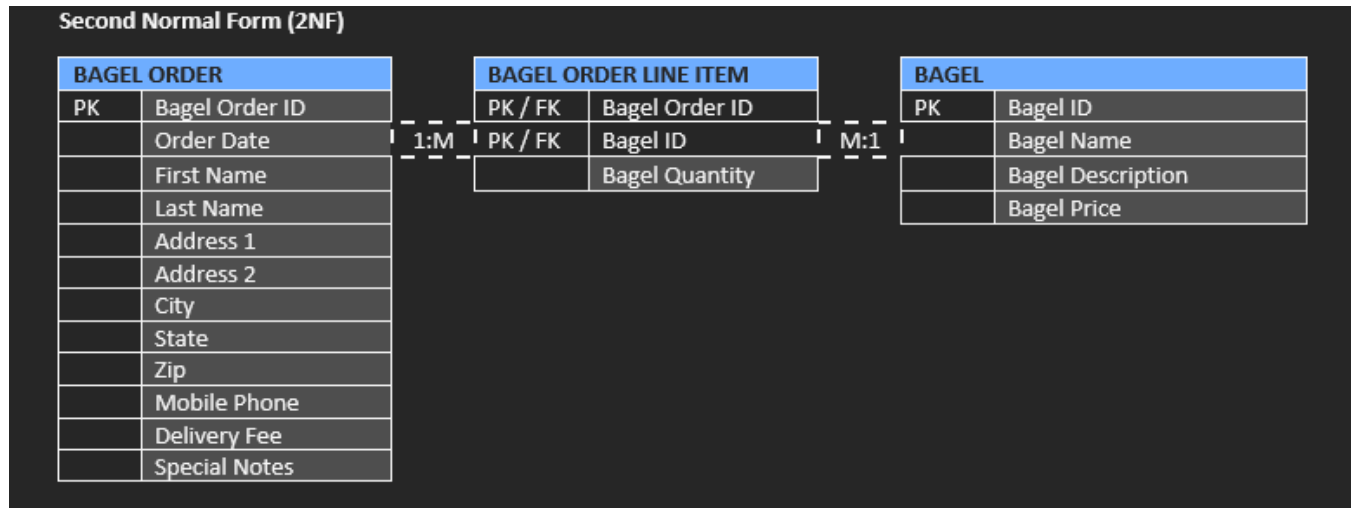 Second Normal Form (2NF)
BAGEL ORDER
PK Bagel Order ID
Order Date
First Name
Last Name
Address 1
Address 2
City
State
Zip
Mobile Phone
Delivery Fee
Special Notes
1:M
BAGEL ORDER LINE ITEM
PK / FK Bagel Order ID
PK / FK Bagel ID
Bagel Quantity
M:1
BAGEL
PK Bagel ID
Bagel Name
Bagel Description
Bagel Price